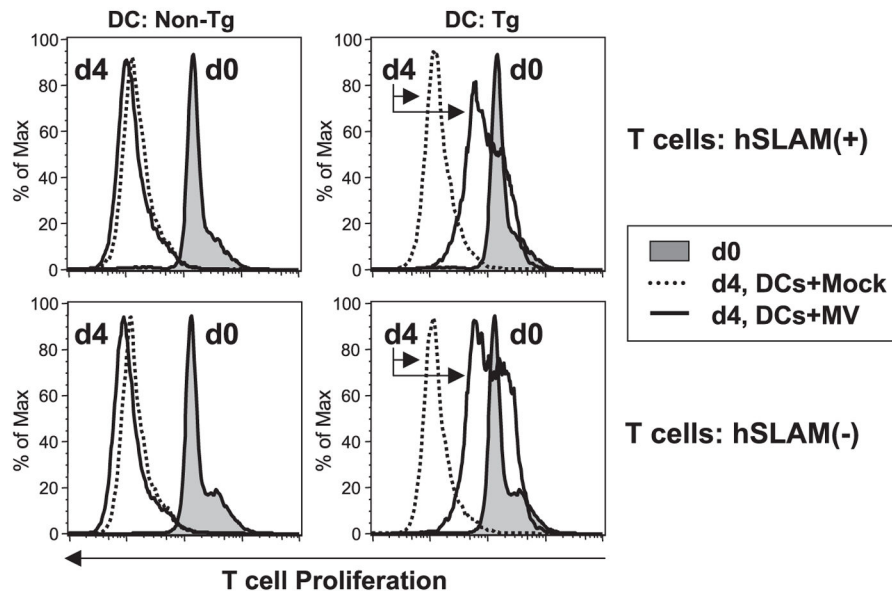 DC: Non-Tg
DC: Tg
% of Max
100
80
60
40
20
0
d4
d0
% of Max
100
80
60
40
20
0
d4
d0
T cells: hSLAM(+)
% of Max
100
80
60
40
20
0
d4
d0
% of Max
100
80
60
40
20
0
d4
d0
T cells: hSLAM(-)
d0
d4, DCs+Mock
d4, DCs+MV
T cell Proliferation